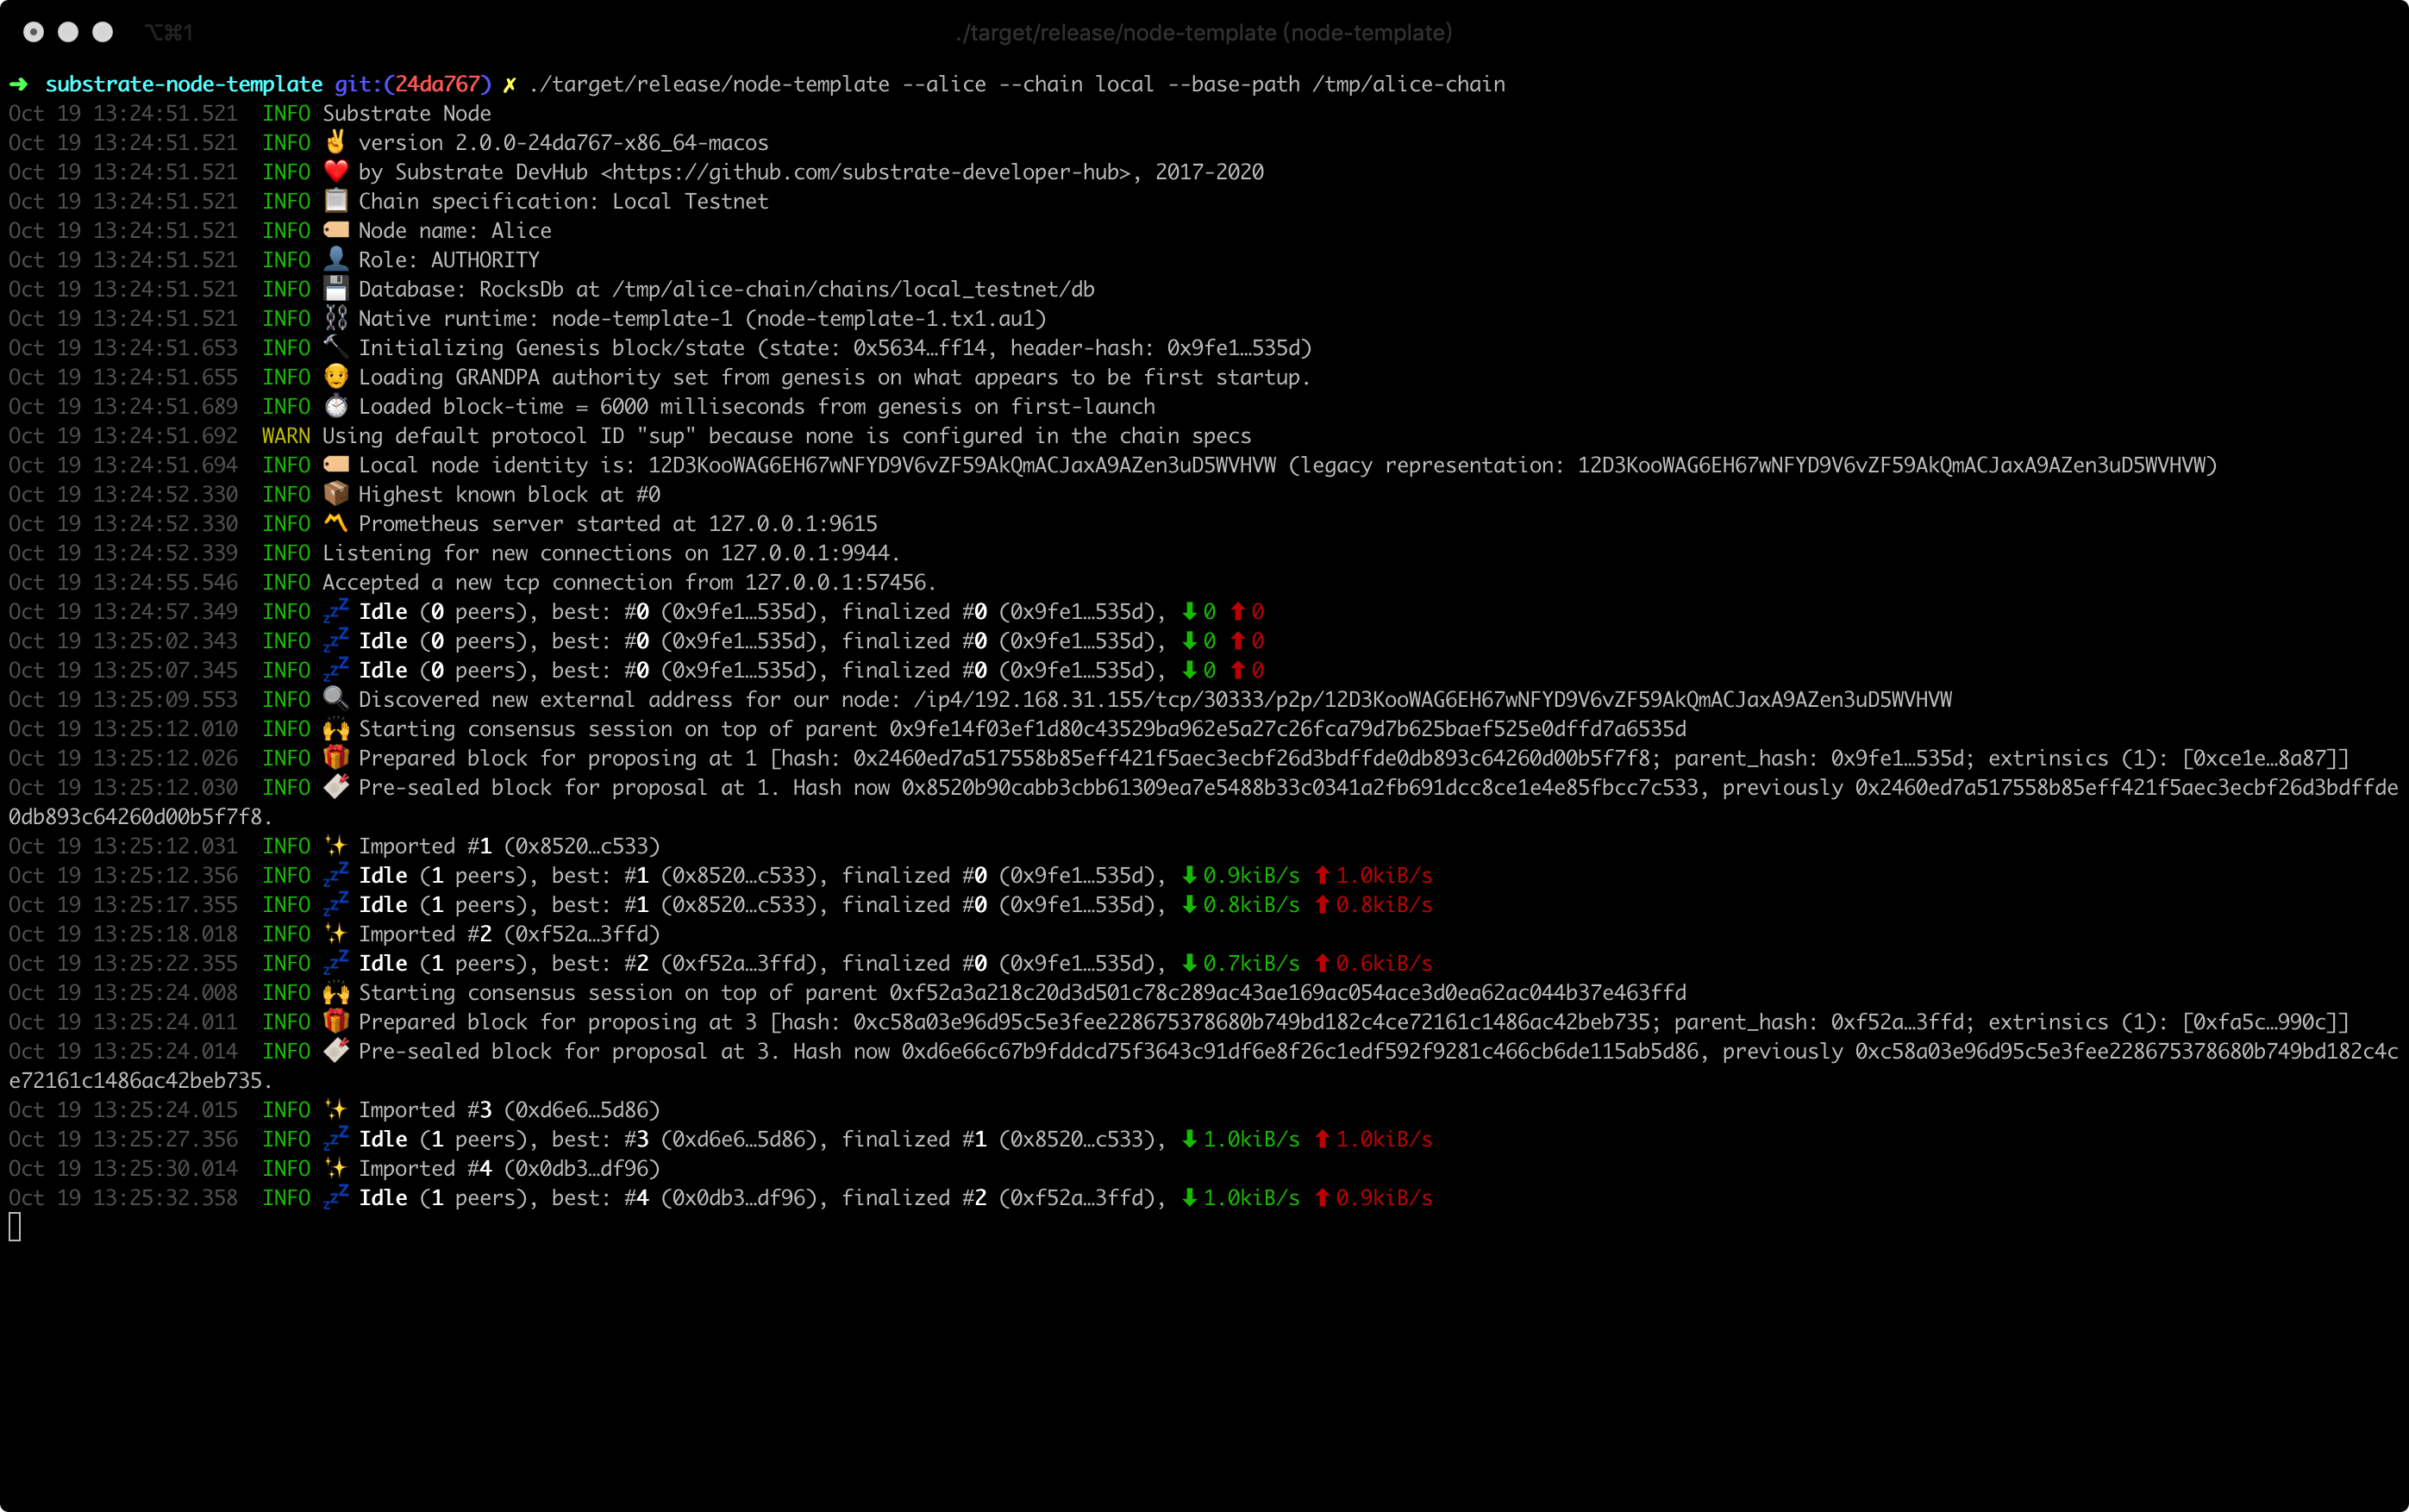 ⌥⌘1
./target/release/node-template (node-template)
➜ substrate-node-template git:(24da767) ✗ ./target/release/node-template --alice --chain local --base-path /tmp/alice-chain
Oct 19 13:24:51.521 INFO Substrate Node
Oct 19 13:24:51.521 INFO ✌️ version 2.0.0-24da767-x86_64-macos
Oct 19 13:24:51.521 INFO ❤️ by Substrate DevHub <https://github.com/substrate-developer-hub>, 2017-2020
Oct 19 13:24:51.521 INFO 📋 Chain specification: Local Testnet
Oct 19 13:24:51.521 INFO 🏷 Node name: Alice
Oct 19 13:24:51.521 INFO 👤 Role: AUTHORITY
Oct 19 13:24:51.521 INFO 💾 Database: RocksDb at /tmp/alice-chain/chains/local_testnet/db
Oct 19 13:24:51.521 INFO ⛓ Native runtime: node-template-1 (node-template-1.tx1.au1)
Oct 19 13:24:51.653 INFO 🔨 Initializing Genesis block/state (state: 0x5634…ff14, header-hash: 0x9fe1…535d)
Oct 19 13:24:51.655 INFO 👴 Loading GRANDPA authority set from genesis on what appears to be first startup.
Oct 19 13:24:51.689 INFO ⏱ Loaded block-time = 6000 milliseconds from genesis on first-launch
Oct 19 13:24:51.692 WARN Using default protocol ID "sup" because none is configured in the chain specs
Oct 19 13:24:51.694 INFO 🏷 Local node identity is: 12D3KooWAG6EH67wNFYD9V6vZF59AkQmACJaxA9AZen3uD5WVHVW (legacy representation: 12D3KooWAG6EH67wNFYD9V6vZF59AkQmACJaxA9AZen3uD5WVHVW)
Oct 19 13:24:52.330 INFO 📦 Highest known block at #0
Oct 19 13:24:52.330 INFO 〽️ Prometheus server started at 127.0.0.1:9615
Oct 19 13:24:52.339 INFO Listening for new connections on 127.0.0.1:9944.
Oct 19 13:24:55.546 INFO Accepted a new tcp connection from 127.0.0.1:57456.
Oct 19 13:24:57.349 INFO 💤 Idle (0 peers), best: #0 (0x9fe1…535d), finalized #0 (0x9fe1…535d), ⬇ 0 ⬆ 0
Oct 19 13:25:02.343 INFO 💤 Idle (0 peers), best: #0 (0x9fe1…535d), finalized #0 (0x9fe1…535d), ⬇ 0 ⬆ 0
Oct 19 13:25:07.345 INFO 💤 Idle (0 peers), best: #0 (0x9fe1…535d), finalized #0 (0x9fe1…535d), ⬇ 0 ⬆ 0
Oct 19 13:25:09.553 INFO 🔍 Discovered new external address for our node: /ip4/192.168.31.155/tcp/30333/p2p/12D3KooWAG6EH67wNFYD9V6vZF59AkQmACJaxA9AZen3uD5WVHVW
Oct 19 13:25:12.010 INFO 🙌 Starting consensus session on top of parent 0x9fe14f03ef1d80c43529ba962e5a27c26fca79d7b625baef525e0dffd7a6535d
Oct 19 13:25:12.026 INFO 🎁 Prepared block for proposing at 1 [hash: 0x2460ed7a517558b85eff421f5aec3ecbf26d3bdffde0db893c64260d00b5f7f8; parent_hash: 0x9fe1…535d; extrinsics (1): [0xce1e…8a87]]
Oct 19 13:25:12.030 INFO 🔖 Pre-sealed block for proposal at 1. Hash now 0x8520b90cabb3cbb61309ea7e5488b33c0341a2fb691dcc8ce1e4e85fbcc7c533, previously 0x2460ed7a517558b85eff421f5aec3ecbf26d3bdffde
0db893c64260d00b5f7f8.
Oct 19 13:25:12.031 INFO ✨ Imported #1 (0x8520…c533)
Oct 19 13:25:12.356 INFO 💤 Idle (1 peers), best: #1 (0x8520…c533), finalized #0 (0x9fe1…535d), ⬇ 0.9kiB/s ⬆ 1.0kiB/s
Oct 19 13:25:17.355 INFO 💤 Idle (1 peers), best: #1 (0x8520…c533), finalized #0 (0x9fe1…535d), ⬇ 0.8kiB/s ⬆ 0.8kiB/s
Oct 19 13:25:18.018 INFO ✨ Imported #2 (0xf52a…3ffd)
Oct 19 13:25:22.355 INFO 💤 Idle (1 peers), best: #2 (0xf52a…3ffd), finalized #0 (0x9fe1…535d), ⬇ 0.7kiB/s ⬆ 0.6kiB/s
Oct 19 13:25:24.008 INFO 🙌 Starting consensus session on top of parent 0xf52a3a218c20d3d501c78c289ac43ae169ac054ace3d0ea62ac044b37e463ffd
Oct 19 13:25:24.011 INFO 🎁 Prepared block for proposing at 3 [hash: 0xc58a03e96d95c5e3fee228675378680b749bd182c4ce72161c1486ac42beb735; parent_hash: 0xf52a…3ffd; extrinsics (1): [0xfa5c…990c]]
Oct 19 13:25:24.014 INFO 🔖 Pre-sealed block for proposal at 3. Hash now 0xd6e66c67b9fddcd75f3643c91df6e8f26c1edf592f9281c466cb6de115ab5d86, previously 0xc58a03e96d95c5e3fee228675378680b749bd182c4c
e72161c1486ac42beb735.
Oct 19 13:25:24.015 INFO ✨ Imported #3 (0xd6e6…5d86)
Oct 19 13:25:27.356 INFO 💤 Idle (1 peers), best: #3 (0xd6e6…5d86), finalized #1 (0x8520…c533), ⬇ 1.0kiB/s ⬆ 1.0kiB/s
Oct 19 13:25:30.014 INFO ✨ Imported #4 (0x0db3…df96)
Oct 19 13:25:32.358 INFO 💤 Idle (1 peers), best: #4 (0x0db3…df96), finalized #2 (0xf52a…3ffd), ⬇ 1.0kiB/s ⬆ 0.9kiB/s